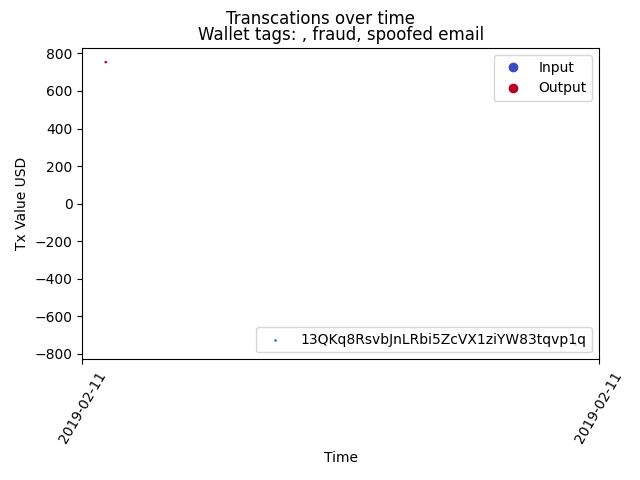 Transcations over time
Wallet tags: , fraud, spoofed email
Input
Output
800
600
400
200
0
−200
−400
−600
−800
Tx Value USD
13QKq8RsvbJnLRbi5ZcVX1ziYW83tqvp1q
2019-02-11
2019-02-11
Time